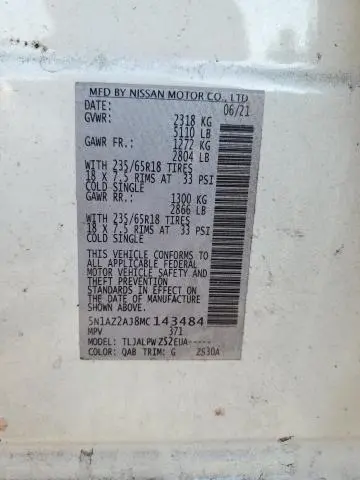 MFD BY NISSAN MOTOR CO., LTD
DATE: 06/21
GVWR: 2318 KG
5110 LB
GAWR FR.: 1272 KG
2804 LB
WITH 235/65R18 TIRES
18 X 7.5 RIMS AT 33 PSI
COLD SINGLE
GAWR RR.: 1300 KG
2866 LB
WITH 235/65R18 TIRES
18 X 7.5 RIMS AT 33 PSI
COLD SINGLE
THIS VEHICLE CONFORMS TO
ALL APPLICABLE FEDERAL
MOTOR VEHICLE SAFETY AND
THEFT PREVENTION
STANDARDS IN EFFECT ON
THE DATE OF MANUFACTURE
SHOWN ABOVE.
5N1AZ2AJ8MC143484
MPV 371
MODEL: TLJALPWZ52EUA-----
COLOR: QAB TRIM: G Z530A